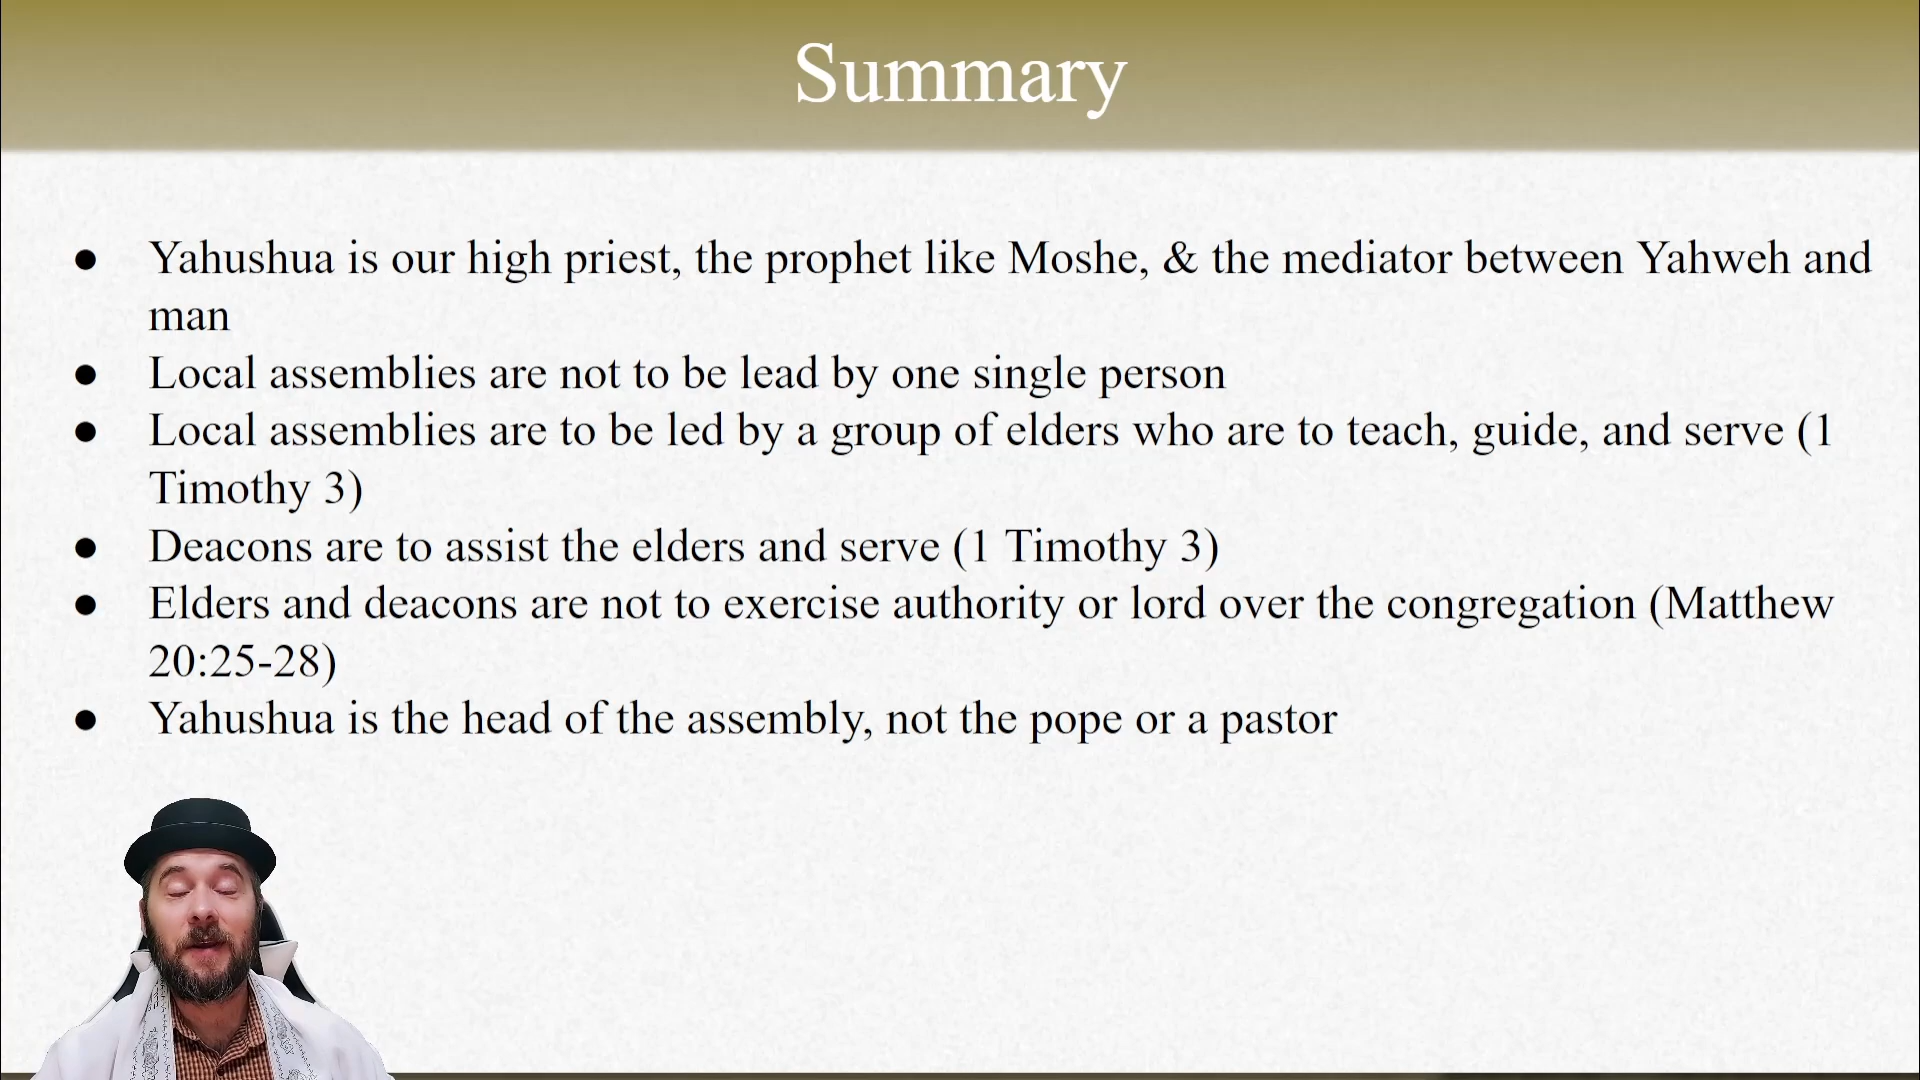 Summary
● Yahushua is our high priest, the prophet like Moshe, & the mediator between Yahweh and
man
● Local assemblies are not to be lead by one single person
● Local assemblies are to be led by a group of elders who are to teach, guide, and serve (1
Timothy 3)
● Deacons are to assist the elders and serve (1 Timothy 3)
● Elders and deacons are not to exercise authority or lord over the congregation (Matthew
20:25-28)
● Yahushua is the head of the assembly, not the pope or a pastor